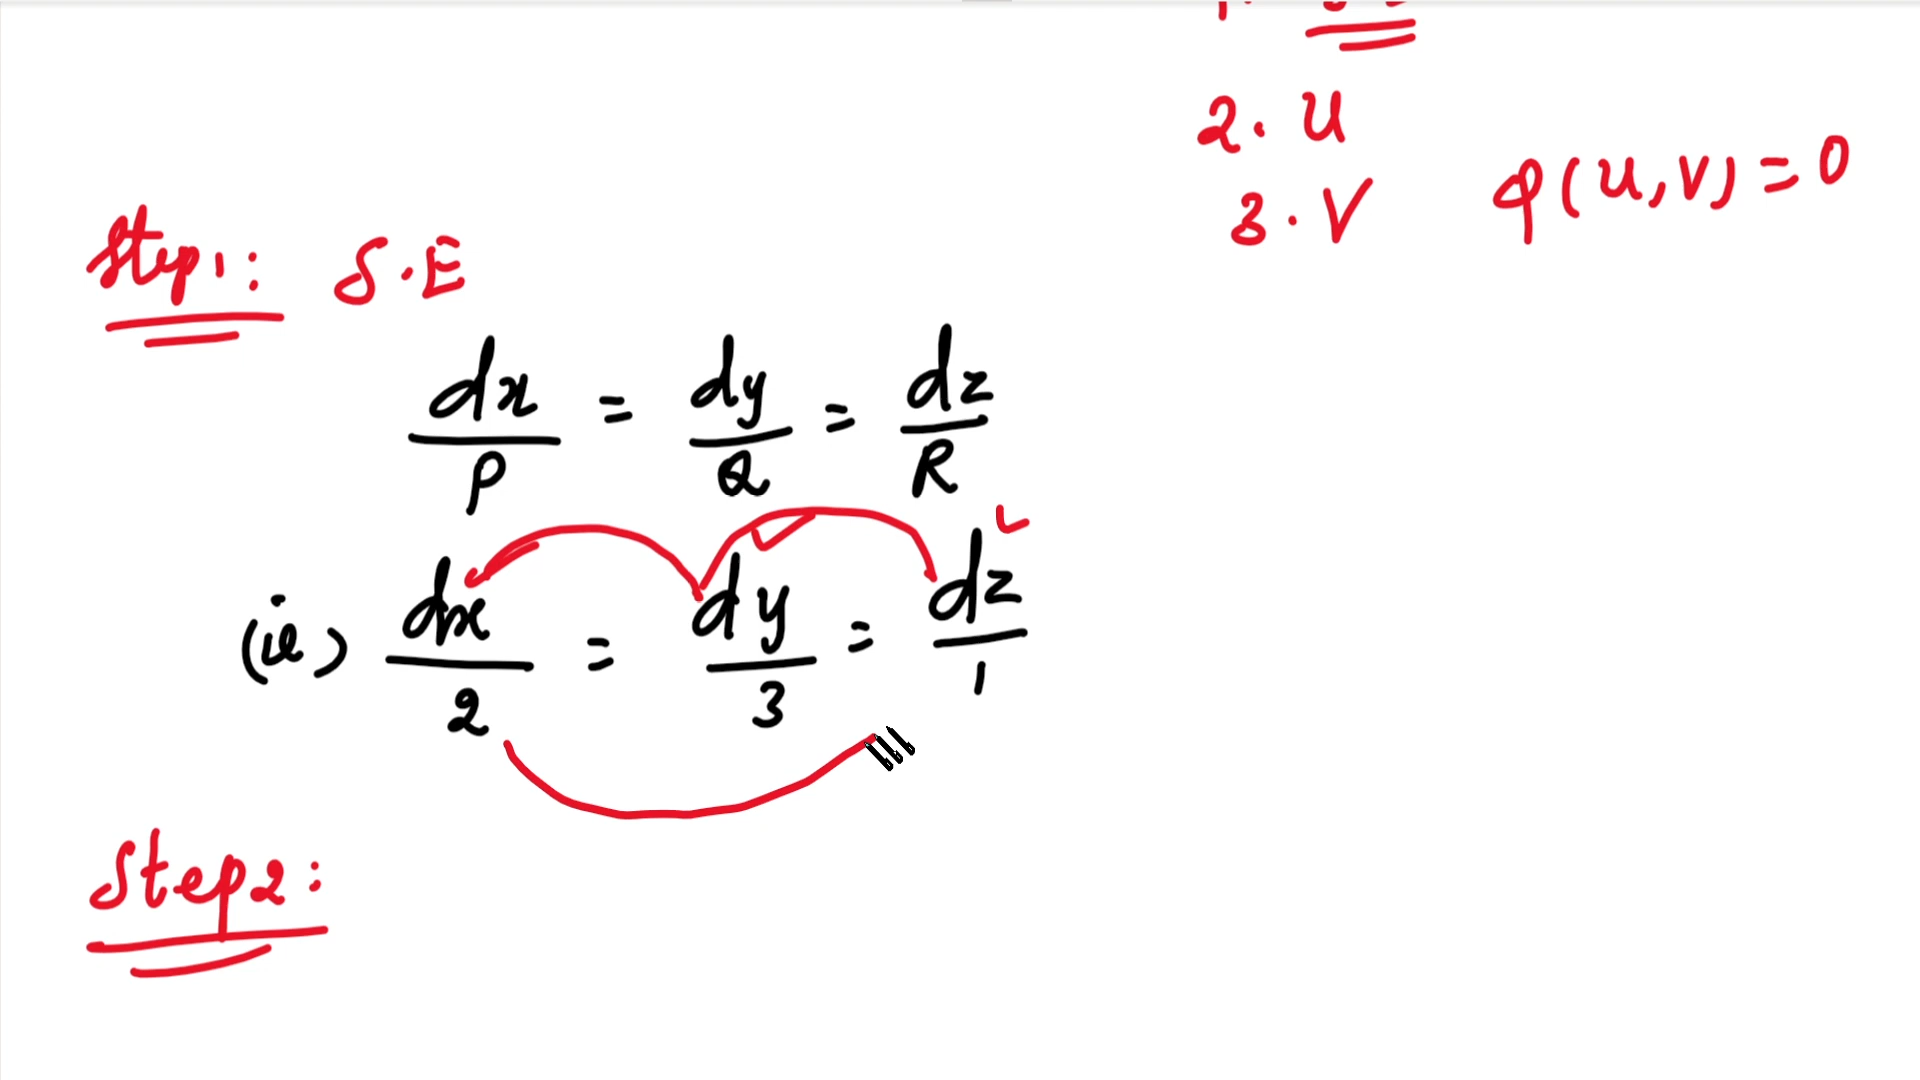 2. u
3. V
φ(u,v)=0
Step1: S.E
dx/P = dy/Q = dz/R
(ie) dx/2 = dy/3 = dz/1
Step2: